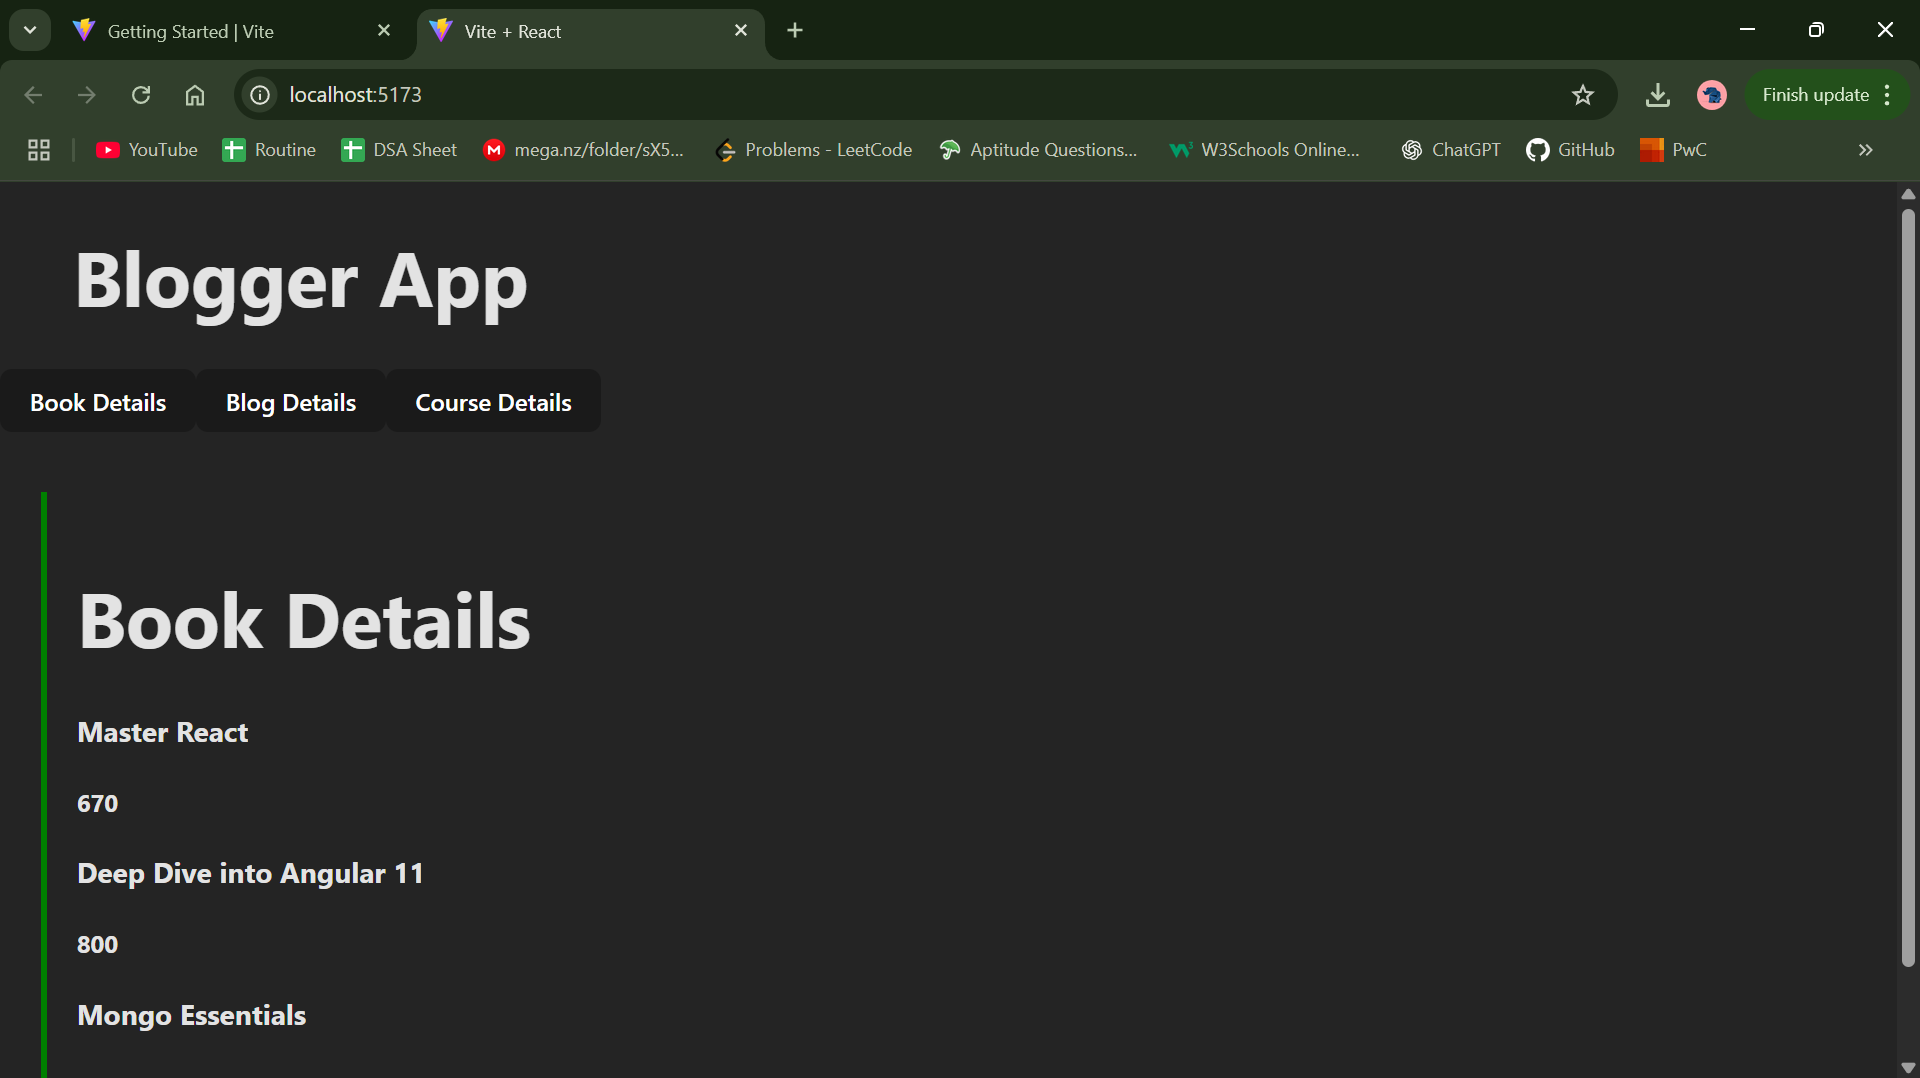 Getting Started | Vite
Vite + React
localhost:5173
Finish update
YouTube
Routine
DSA Sheet
mega.nz/folder/sX5...
Problems - LeetCode
Aptitude Questions...
W3Schools Online...
ChatGPT
GitHub
PwC
Blogger App
Book Details
Blog Details
Course Details
Book Details
Master React
670
Deep Dive into Angular 11
800
Mongo Essentials